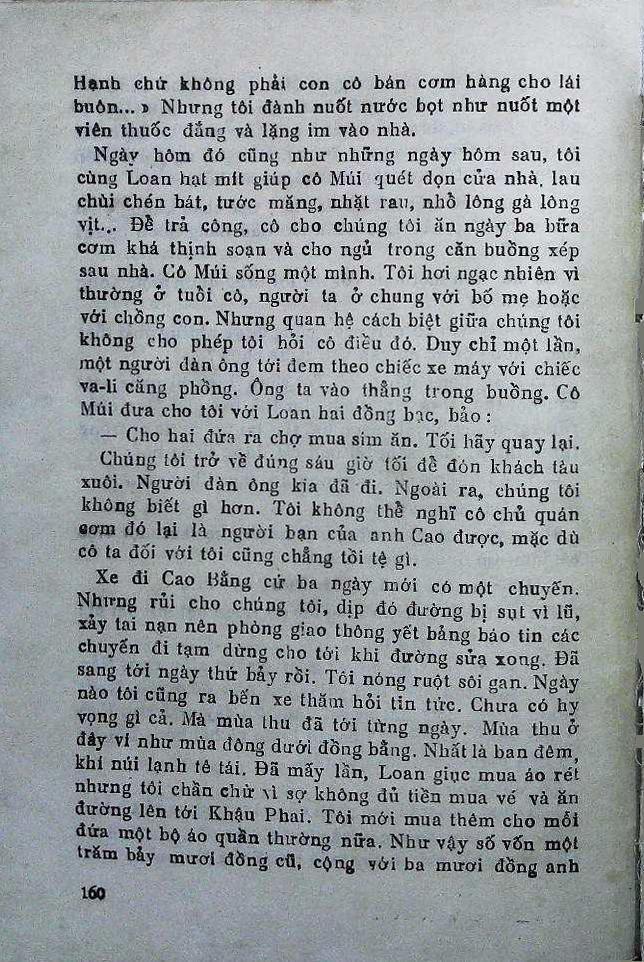 Hạnh chứ không phải con cô bán cơm hàng cho lái
buôn... » Nhưng tôi đành nuốt nước bọt như nuốt một
viên thuốc đắng và lặng im vào nhà.
Ngày hôm đó cũng như những ngày hôm sau, tôi
cùng Loan hạt mít giúp cô Múi quét dọn cửa nhà, lau
chùi chén bát, tước măng, nhặt rau, nhổ lông gà lông
vịt... Để trả công, cô cho chúng tôi ăn ngày ba bữa
cơm khá thịnh soạn và cho ngủ trong căn buồng xép
sau nhà. Cô Múi sống một mình. Tôi hơi ngạc nhiên vì
thường ở tuổi cô, người ta ở chung với bố mẹ hoặc
với chồng con. Nhưng quan hệ cách biệt giữa chúng tôi
không cho phép tôi hỏi cô điều đó. Duy chỉ một lần,
một người đàn ông tới đem theo chiếc xe máy với chiếc
va-li căng phồng. Ông ta vào thẳng trong buồng. Cô
Múi đưa cho tôi với Loan hai đồng bạc, bảo :
— Cho hai đứa ra chợ mua sim ăn. Tối hãy quay lại.
Chúng tôi trở về đúng sáu giờ tối để đón khách tàu
xuôi. Người đàn ông kia đã đi. Ngoài ra, chúng tôi
không biết gì hơn. Tôi không thể nghĩ cô chủ quán
cơm đó lại là người bạn của anh Cao được, mặc dù
cô ta đối với tôi cũng chẳng tồi tệ gì.
Xe đi Cao Bằng cứ ba ngày mới có một chuyến.
Nhưng rủi cho chúng tôi, dịp đó đường bị sụt vì lũ,
xảy tai nạn nên phòng giao thông yết bảng báo tin các
chuyến đi tạm dừng cho tới khi đường sửa xong. Đã
sang tới ngày thứ bảy rồi. Tôi nóng ruột sôi gan. Ngày
nào tôi cũng ra bến xe thăm hỏi tin tức. Chưa có hy
vọng gì cả. Mà mùa thu đã tới từng ngày. Mùa thu ở
đây ví như mùa đông dưới đồng bằng. Nhất là ban đêm,
khí núi lạnh tê tái. Đã mấy lần, Loan giục mua áo rét
nhưng tôi chần chừ vì sợ không đủ tiền mua vé và ăn
đường lên tới Khậu Phai. Tôi mới mua thêm cho mỗi
đứa một bộ áo quần thường nữa. Như vậy số vốn một
trăm bảy mươi đồng cũ, cộng với ba mươi đồng anh
160